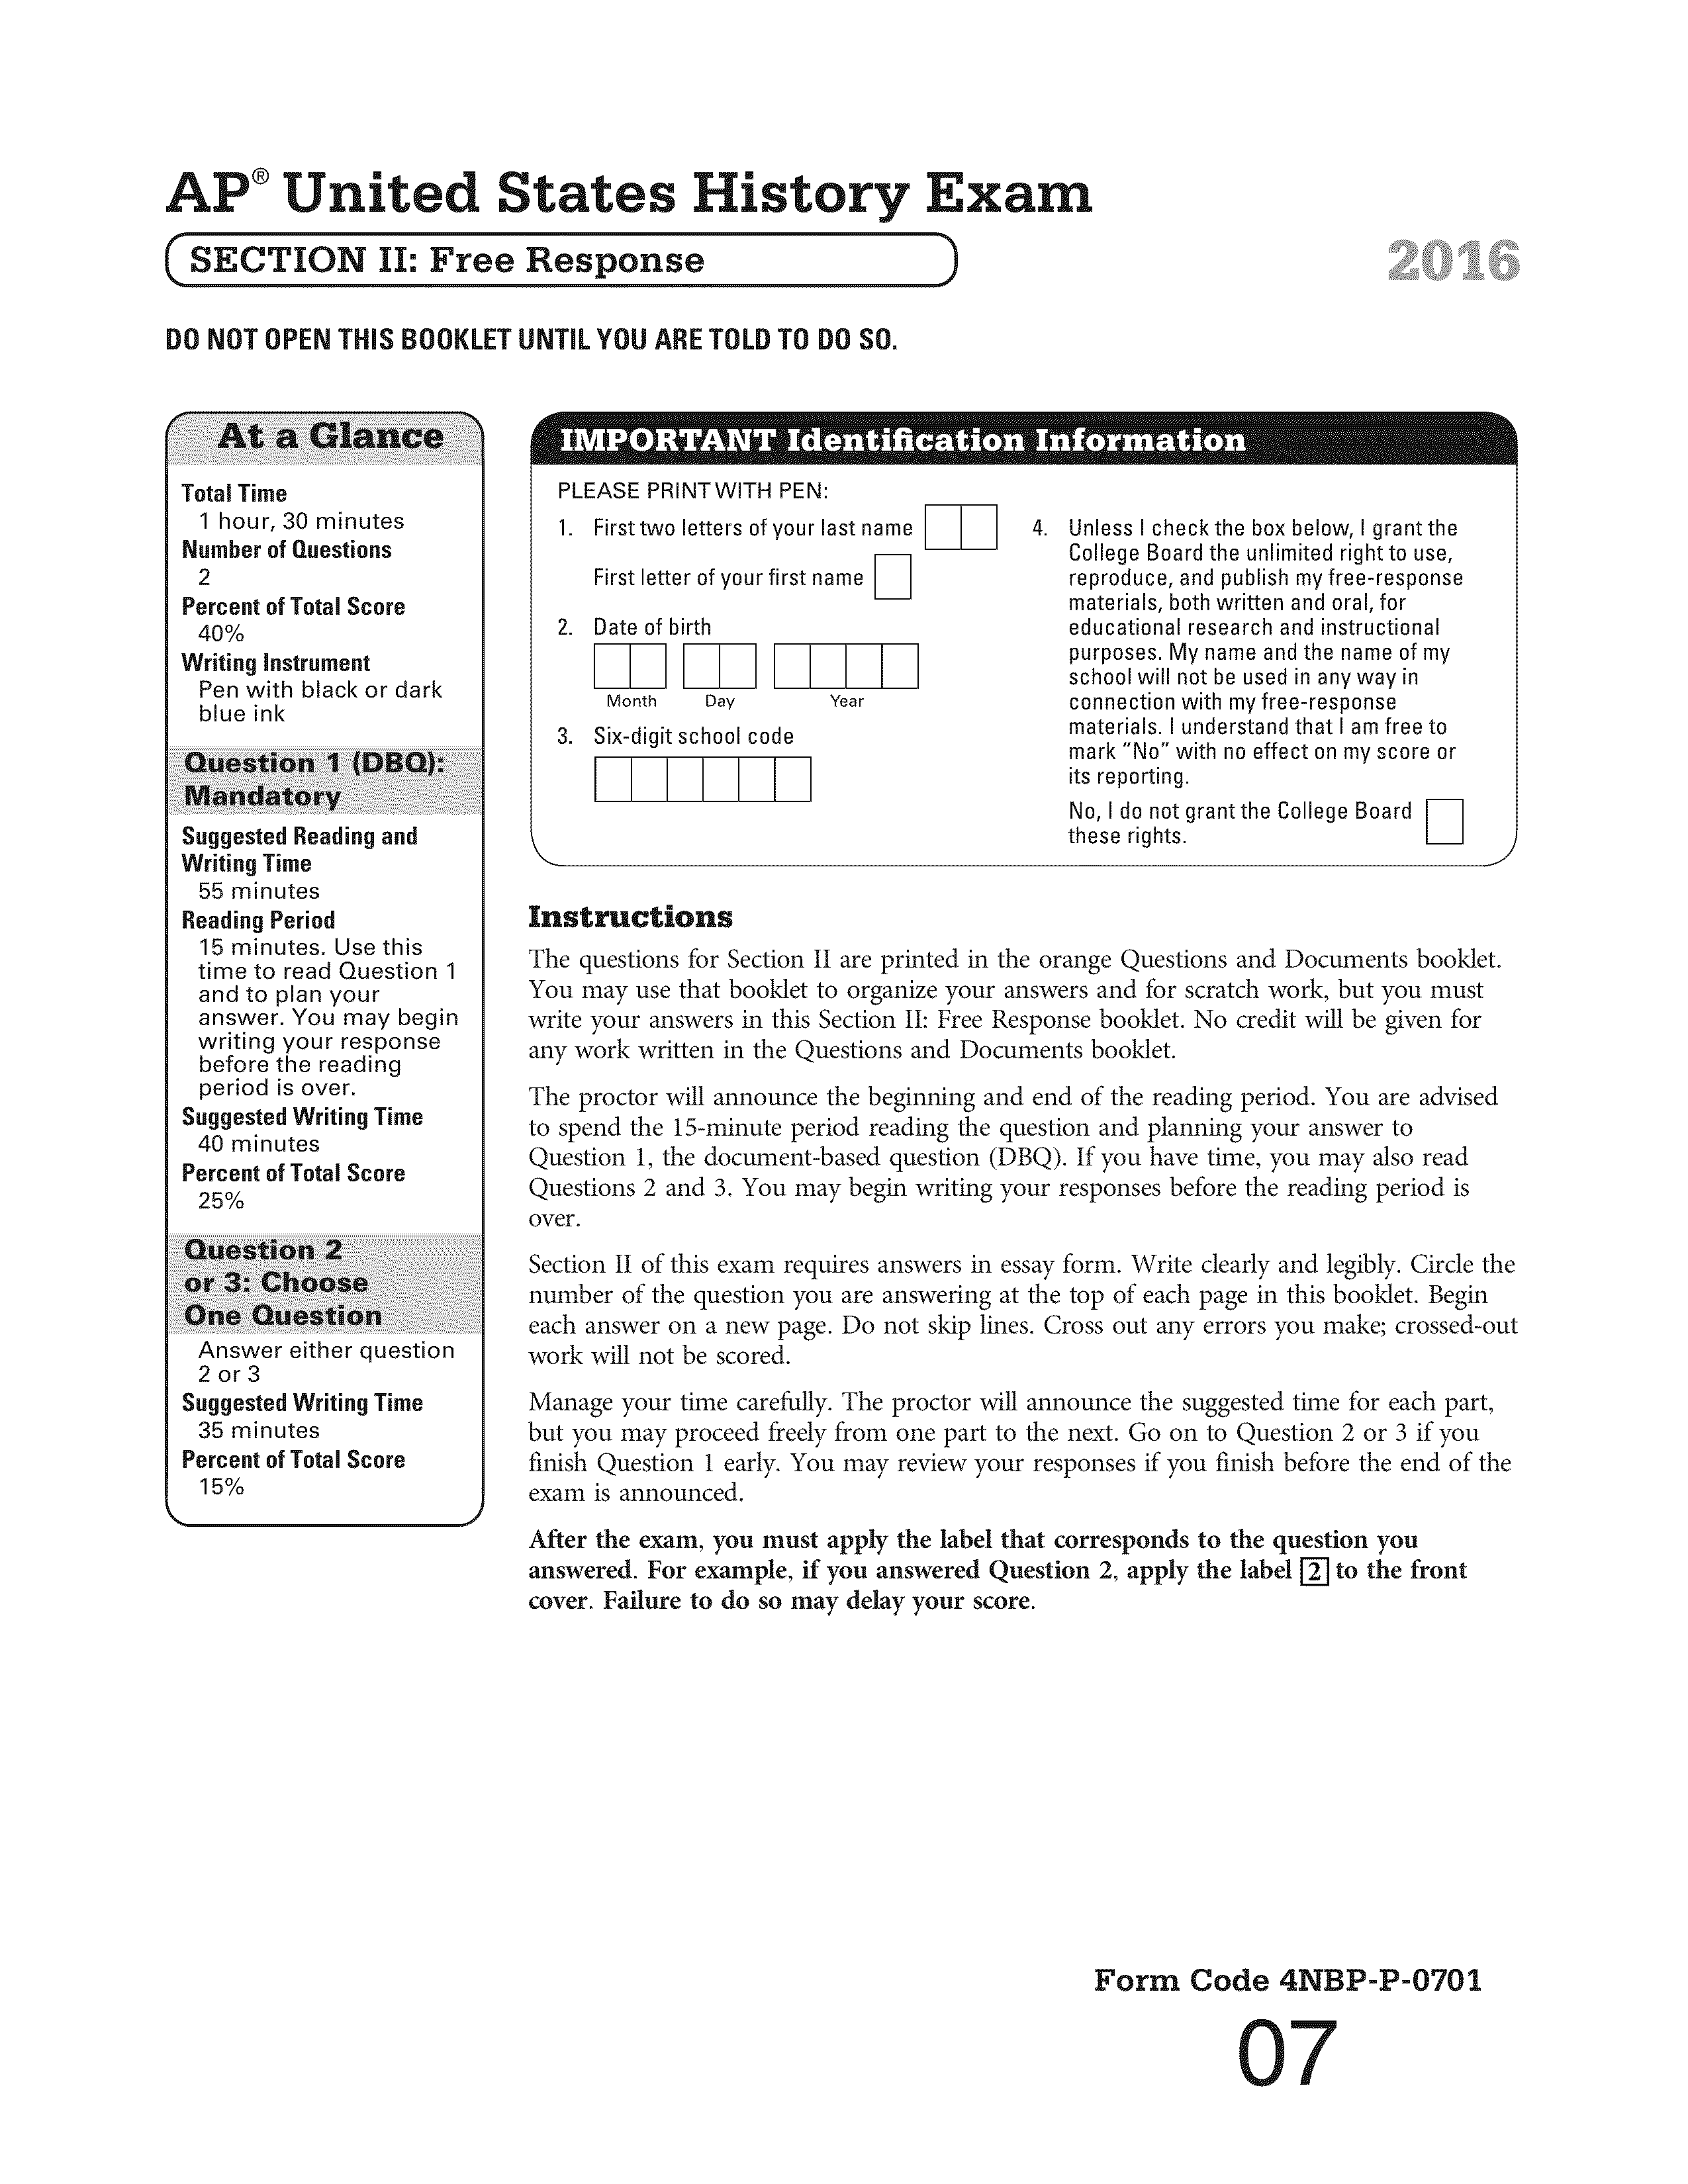 AP® United States History Exam
SECTION II: Free Response
2016
DO NOT OPEN THIS BOOKLET UNTIL YOU ARE TOLD TO DO SO.
At a Glance
Total Time
1 hour, 30 minutes
Number of Questions
2
Percent of Total Score
40%
Writing Instrument
Pen with black or dark
blue ink
Question 1 (DBQ):
Mandatory
Suggested Reading and
Writing Time
55 minutes
Reading Period
15 minutes. Use this
time to read Question 1
and to plan your
answer. You may begin
writing your response
before the reading
period is over.
Suggested Writing Time
40 minutes
Percent of Total Score
25%
Question 2
or 3: Choose
One Question
Answer either question
2 or 3
Suggested Writing Time
35 minutes
Percent of Total Score
15%
IMPORTANT Identification Information
PLEASE PRINT WITH PEN:
1. First two letters of your last name
First letter of your first name
2. Date of birth
Month Day Year
3. Six-digit school code
4. Unless I check the box below, I grant the
College Board the unlimited right to use,
reproduce, and publish my free-response
materials, both written and oral, for
educational research and instructional
purposes. My name and the name of my
school will not be used in any way in
connection with my free-response
materials. I understand that I am free to
mark "No" with no effect on my score or
its reporting.
No, I do not grant the College Board
these rights.
Instructions
The questions for Section II are printed in the orange Questions and Documents booklet.
You may use that booklet to organize your answers and for scratch work, but you must
write your answers in this Section II: Free Response booklet. No credit will be given for
any work written in the Questions and Documents booklet.
The proctor will announce the beginning and end of the reading period. You are advised
to spend the 15-minute period reading the question and planning your answer to
Question 1, the document-based question (DBQ). If you have time, you may also read
Questions 2 and 3. You may begin writing your responses before the reading period is
over.
Section II of this exam requires answers in essay form. Write clearly and legibly. Circle the
number of the question you are answering at the top of each page in this booklet. Begin
each answer on a new page. Do not skip lines. Cross out any errors you make; crossed-out
work will not be scored.
Manage your time carefully. The proctor will announce the suggested time for each part,
but you may proceed freely from one part to the next. Go on to Question 2 or 3 if you
finish Question 1 early. You may review your responses if you finish before the end of the
exam is announced.
After the exam, you must apply the label that corresponds to the question you
answered. For example, if you answered Question 2, apply the label 2 to the front
cover. Failure to do so may delay your score.
Form Code 4NBP-P-0701
07